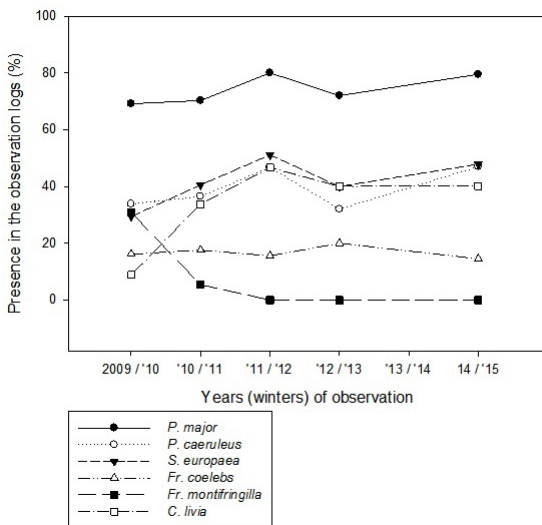 Presence in the observation logs (%)
100
80
60
40
20
0
2009 / '10 '10 / '11 '11 / '12 '12 / '13 '13 / '14 14 / '15
Years (winters) of observation
P. major
P. caeruleus
S. europaea
Fr. coelebs
Fr. montifringilla
C. livia